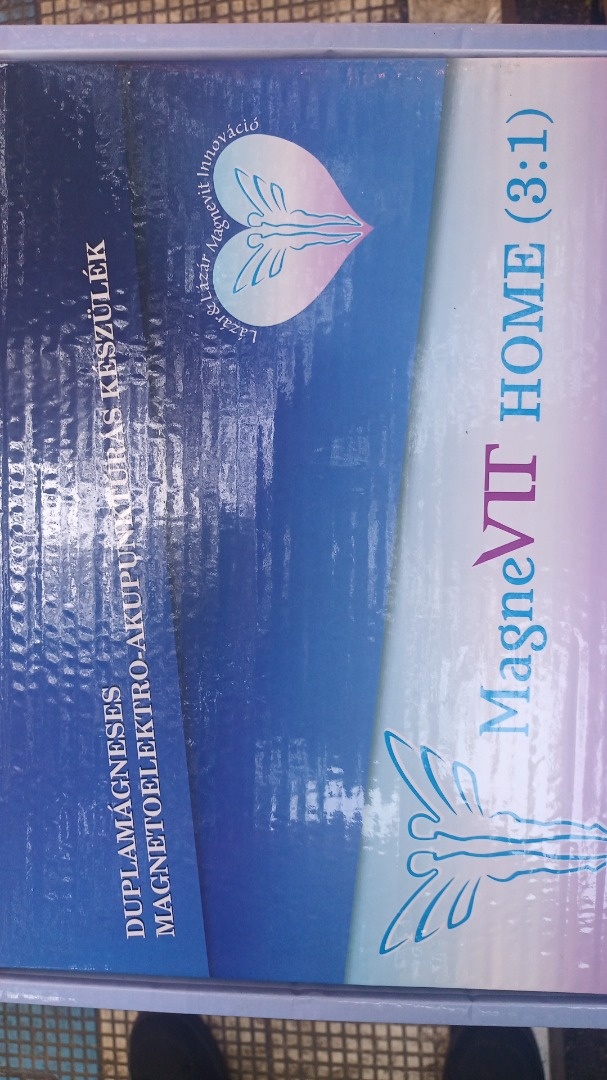 MagneVIT HOME (3:1)
Lázár & Lázár Magnevit Innováció
DUPLAMÁGNESES
MAGNETOELEKTRO-AKUPUNKTÚRÁS KÉSZÜLÉK